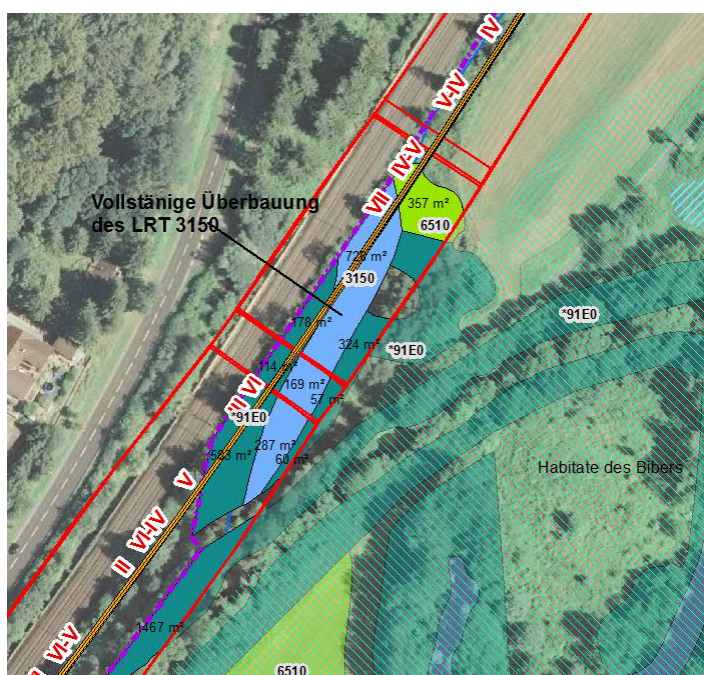 IV
V-IV
IV-V
Vollstänige Überbauung
des LRT 3150
VII
357 m²
6510
3150
*91E0
178 m²
324 m²
*91E0
169 m²
57 m²
VI
*91E0
287 m²
60 m²
583 m²
Habitate des Bibers
V
VI-IV
II
1467 m²
VI-V
6510